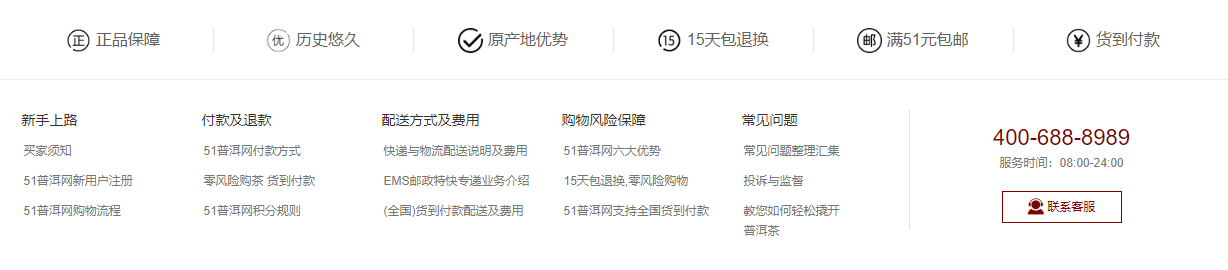 正 正品保障
优 历史悠久
原产地优势
15 15天包退换
邮 满51元包邮
¥ 货到付款
新手上路
买家须知
51普洱网新用户注册
51普洱网购物流程
付款及退款
51普洱网付款方式
零风险购茶 货到付款
51普洱网积分规则
配送方式及费用
快递与物流配送说明及费用
EMS邮政特快专递业务介绍
(全国)货到付款配送及费用
购物风险保障
51普洱网六大优势
15天包退换,零风险购物
51普洱网支持全国货到付款
常见问题
常见问题整理汇集
投诉与监督
教您如何轻松撬开
普洱茶
400-688-8989
服务时间：08:00-24:00
联系客服